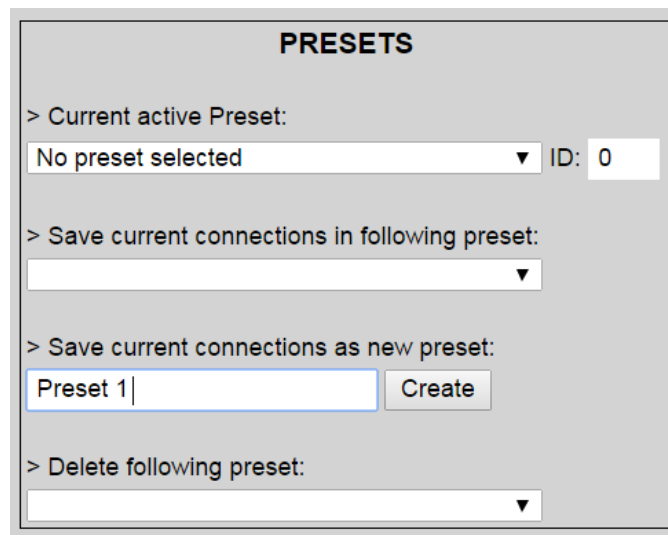 PRESETS
> Current active Preset:
No preset selected ▼ ID: 0
> Save current connections in following preset:
▼
> Save current connections as new preset:
Preset 1 Create
> Delete following preset:
▼